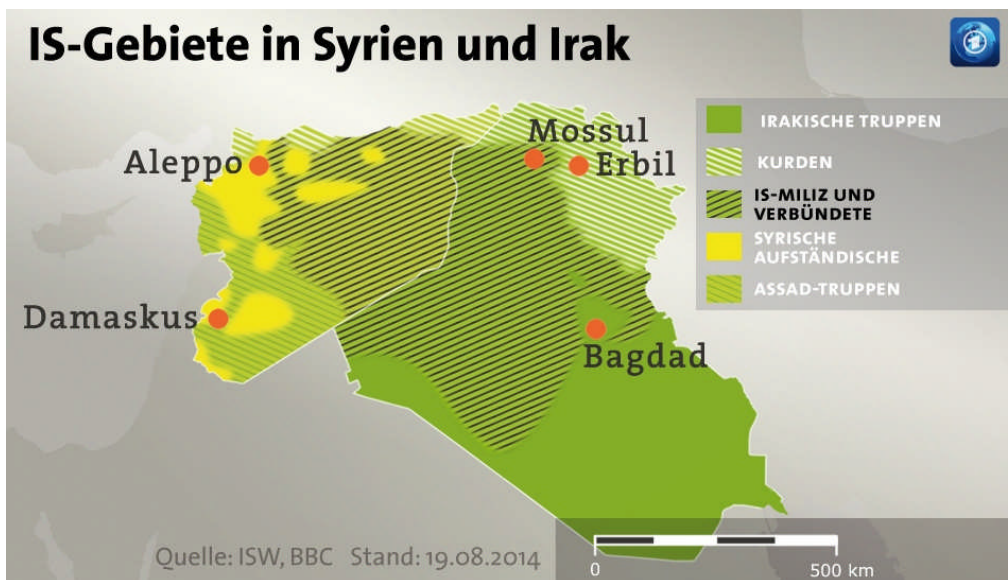 IS-Gebiete in Syrien und Irak
Mossul
Aleppo
Erbil
Damaskus
Bagdad
IRAKISCHE TRUPPEN
KURDEN
IS-MILIZ UND
VERBÜNDETE
SYRISCHE
AUFSTÄNDISCHE
ASSAD-TRUPPEN
Quelle: ISW, BBC Stand: 19.08.2014
0 500 km